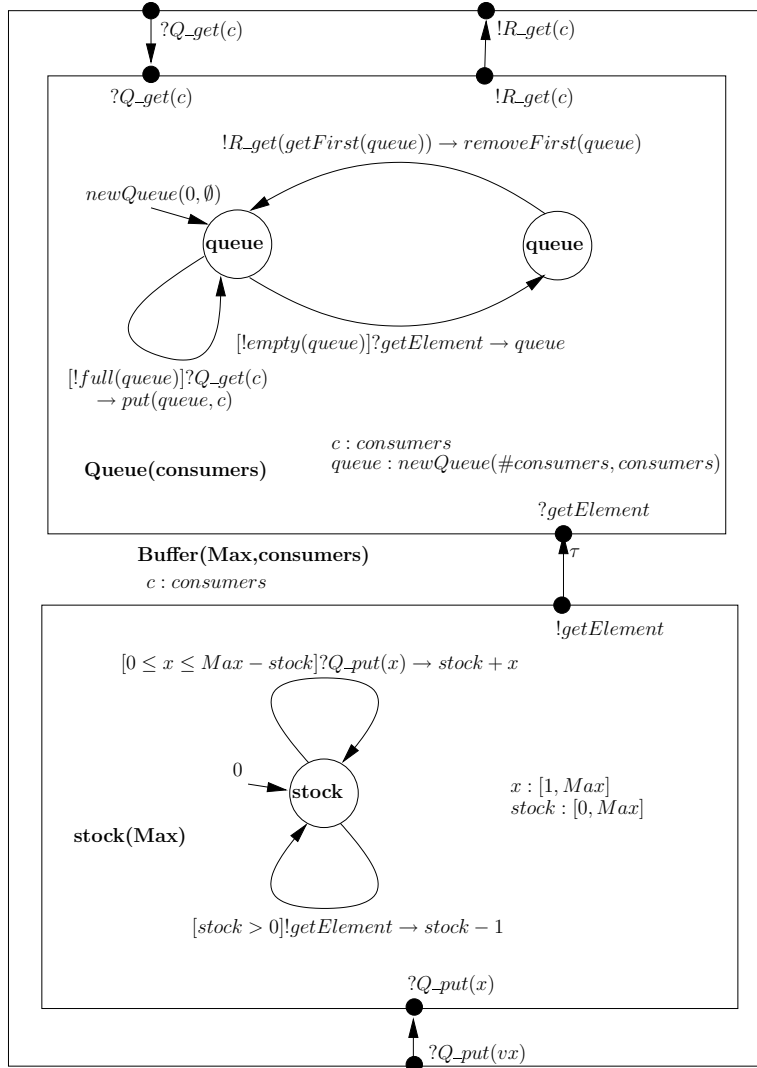 ?Q_get(c)
!R_get(c)
?Q_get(c)
!R_get(c)
!R_get(getFirst(queue)) → removeFirst(queue)
newQueue(0, ∅)
queue
queue
[!empty(queue)]?getElement → queue
[!full(queue)]?Q_get(c)
→ put(queue, c)
c : consumers
queue : newQueue(#consumers, consumers)
Queue(consumers)
?getElement
τ
Buffer(Max,consumers)
c : consumers
!getElement
[0 ≤ x ≤ Max − stock]?Q_put(x) → stock + x
0
stock
x : [1, Max]
stock : [0, Max]
stock(Max)
[stock > 0]!getElement → stock − 1
?Q_put(x)
?Q_put(vx)